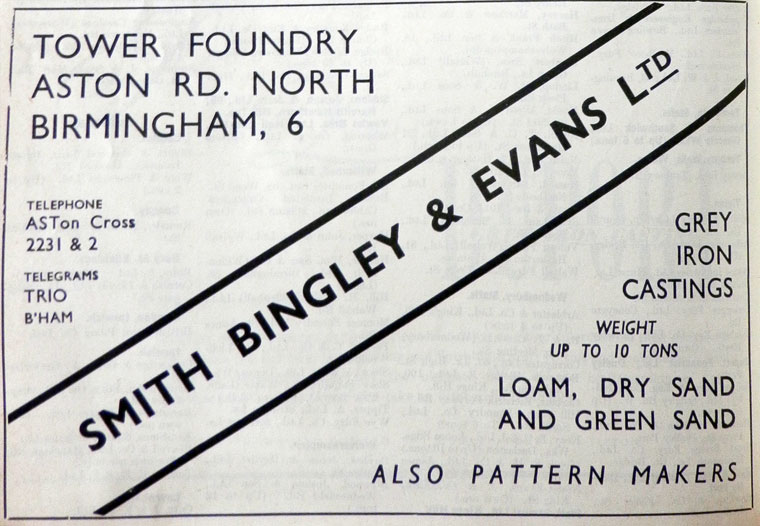 TOWER FOUNDRY
ASTON RD. NORTH
BIRMINGHAM, 6
TELEPHONE
ASTon Cross
2231 & 2
TELEGRAMS
TRIO
B'HAM
SMITH BINGLEY & EVANS LTD
GREY
IRON
CASTINGS
WEIGHT
UP TO 10 TONS
LOAM, DRY SAND
AND GREEN SAND
ALSO PATTERN MAKERS